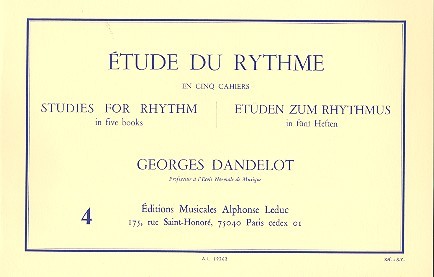 ÉTUDE DU RYTHME
EN CINQ CAHIERS
STUDIES FOR RHYTHM
in five books
ETUDEN ZUM RHYTHMUS
in fünf Heften
GEORGES DANDELOT
Professeur à l'Ecole Normale de Musique
4
Éditions Musicales Alphonse Leduc
175, rue Saint-Honoré, 75040 Paris cedex 01
A.L.